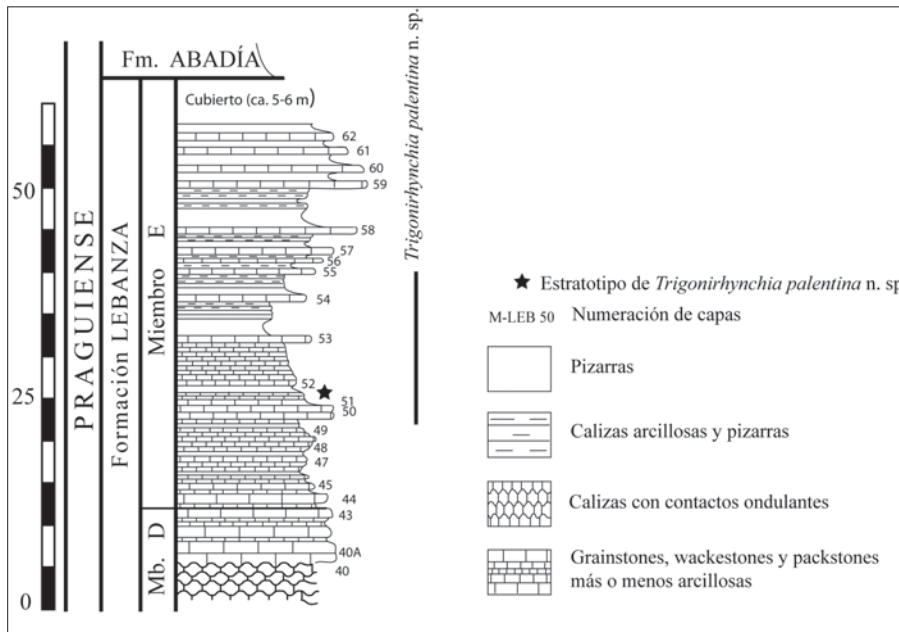 Fm. ABADÍA
Cubierto (ca. 5-6 m)
PRAGUIENSE
Formación LEBANZA
Miembro E
Mb. D
50
25
0
62
61
60
59
58
57
56
55
54
53
52
51
50
49
48
47
45
44
43
40A
40
Trigonirhynchia palentina n. sp.
Estratotipo de Trigonirhynchia palentina n. sp
M-LEB 50 Numeración de capas
Pizarras
Calizas arcillosas y pizarras
Calizas con contactos ondulantes
Grainstones, wackestones y packstones
más o menos arcillosas